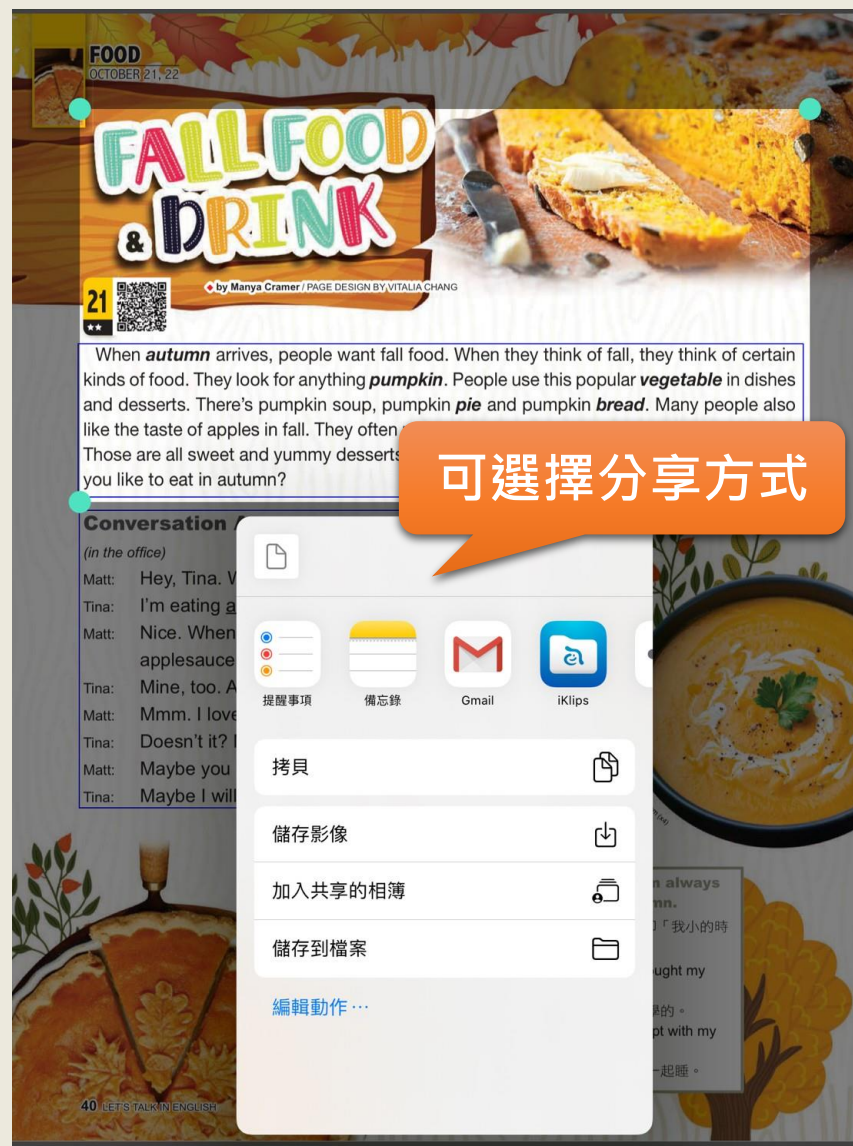 FOOD
OCTOBER 21, 22
FALL FOOD
& DRINK
21
by Manya Cramer / PAGE DESIGN BY VITALIA CHANG
When autumn arrives, people want fall food. When they think of fall, they think of certain
kinds of food. They look for anything pumpkin. People use this popular vegetable in dishes
and desserts. There's pumpkin soup, pumpkin pie and pumpkin bread. Many people also
like the taste of apples in fall. They often
Those are all sweet and yummy desserts
you like to eat in autumn?
可選擇分享方式
Conversation
(in the office)
Matt: Hey, Tina.
Tina: I'm eating
Matt: Nice. When
applesauce
Tina: Mine, too.
Matt: Mmm. I love
Tina: Doesn't it?
Matt: Maybe you
Tina: Maybe I will
提醒事項
備忘錄
Gmail
iKlips
拷貝
儲存影像
加入共享的相簿
儲存到檔案
編輯動作…
always
「我小的時
my
學的。
with my
一起睡。
40 LET'S TALK IN ENGLISH